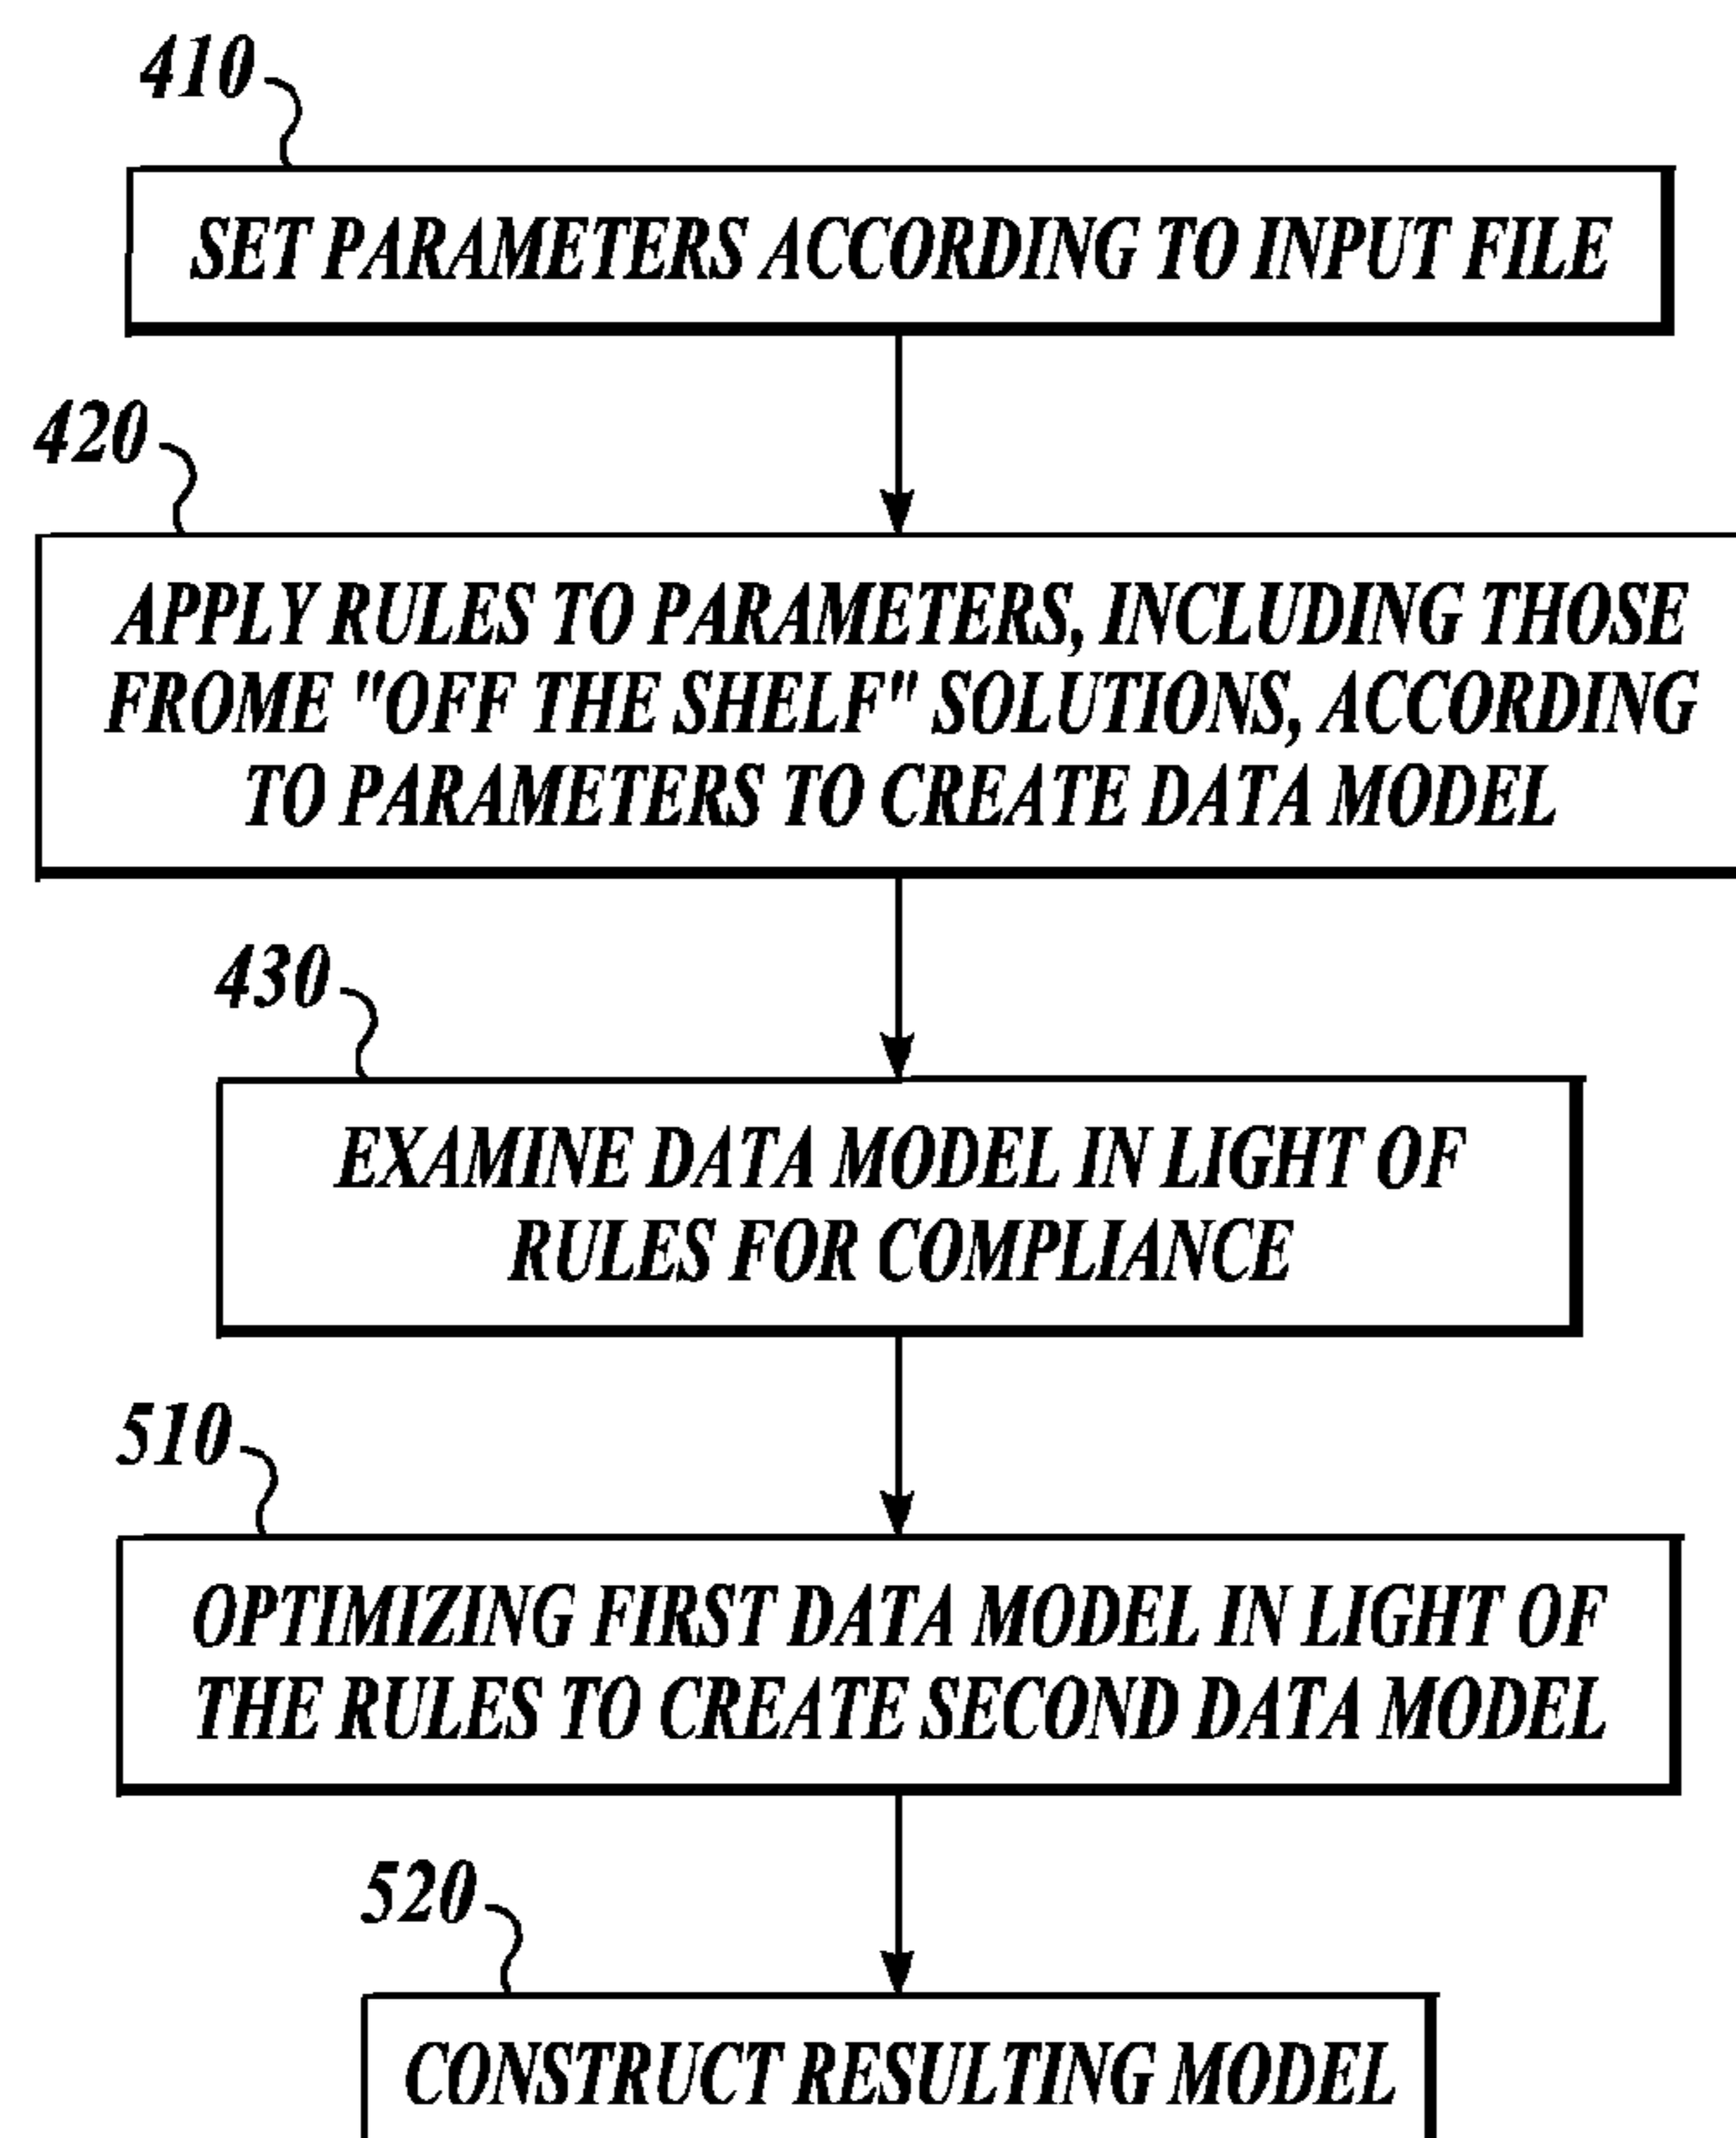 410
SET PARAMETERS ACCORDING TO INPUT FILE
420
APPLY RULES TO PARAMETERS, INCLUDING THOSE
FROME "OFF THE SHELF" SOLUTIONS, ACCORDING
TO PARAMETERS TO CREATE DATA MODEL
430
EXAMINE DATA MODEL IN LIGHT OF
RULES FOR COMPLIANCE
510
OPTIMIZING FIRST DATA MODEL IN LIGHT OF
THE RULES TO CREATE SECOND DATA MODEL
520
CONSTRUCT RESULTING MODEL